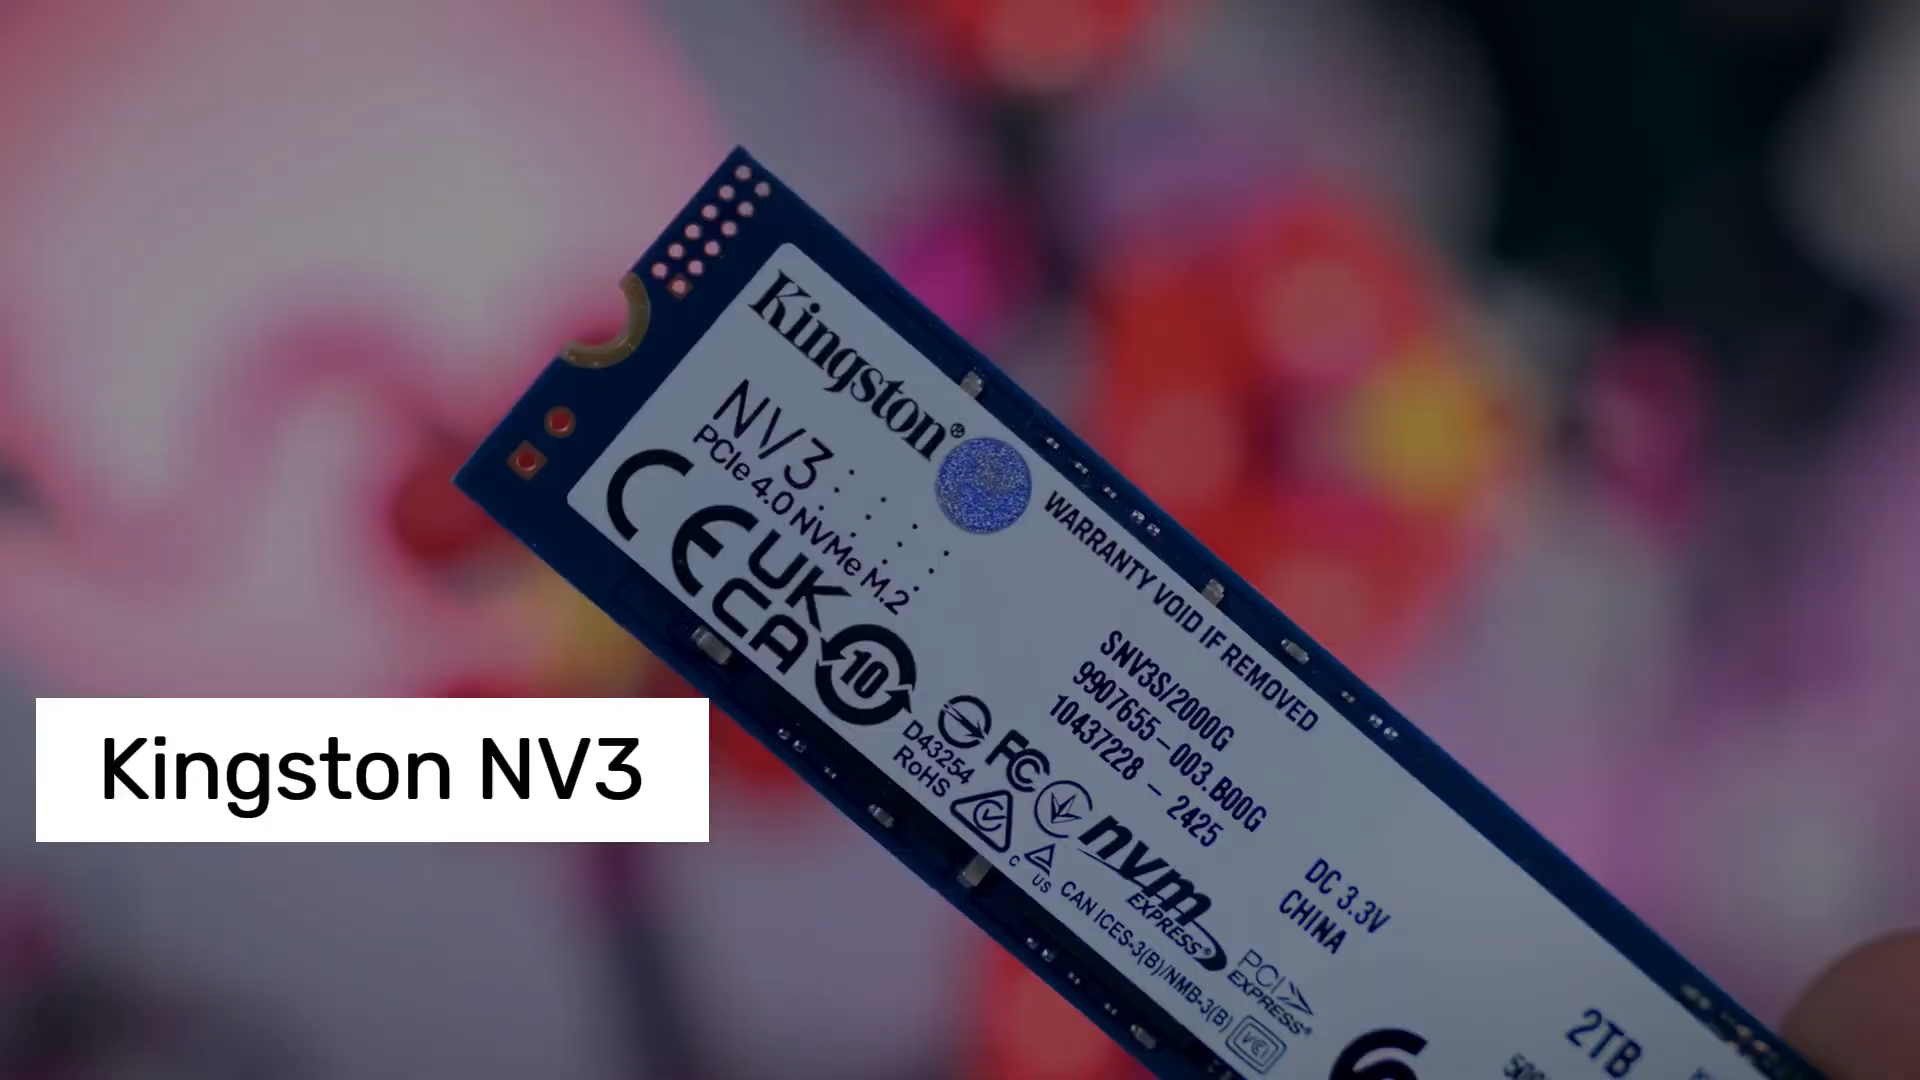 Kingston®
NV3
PCIe 4.0 NVMe M.2
CE
UK
CA
10
WARRANTY VOID IF REMOVED
SNV3S/2000G
9907655-003.B00G
10437228 - 2425
D43254
RoHS
FC
C
US
nvm
EXPRESS®
CAN ICES-3(B)/NMB-3(B)
PCI
EXPRESS®
DC 3.3V
CHINA
2TB
Kingston NV3